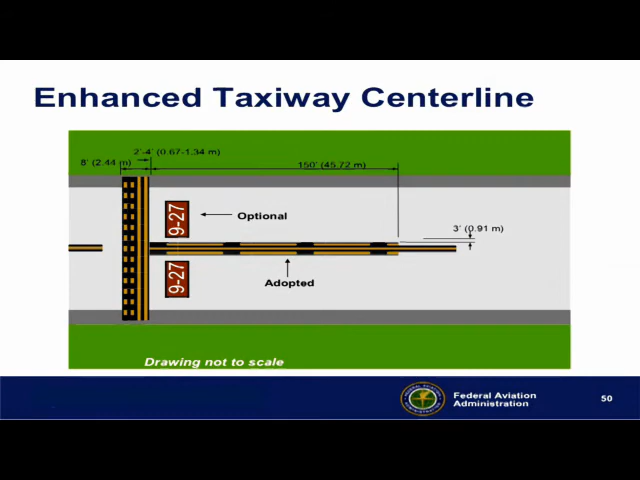 Enhanced Taxiway Centerline
2'-4' (0.67-1.34 m)
8' (2.44 m)
150' (45.72 m)
9-27
Optional
3' (0.91 m)
9-27
Adopted
Drawing not to scale
Federal Aviation
Administration
50